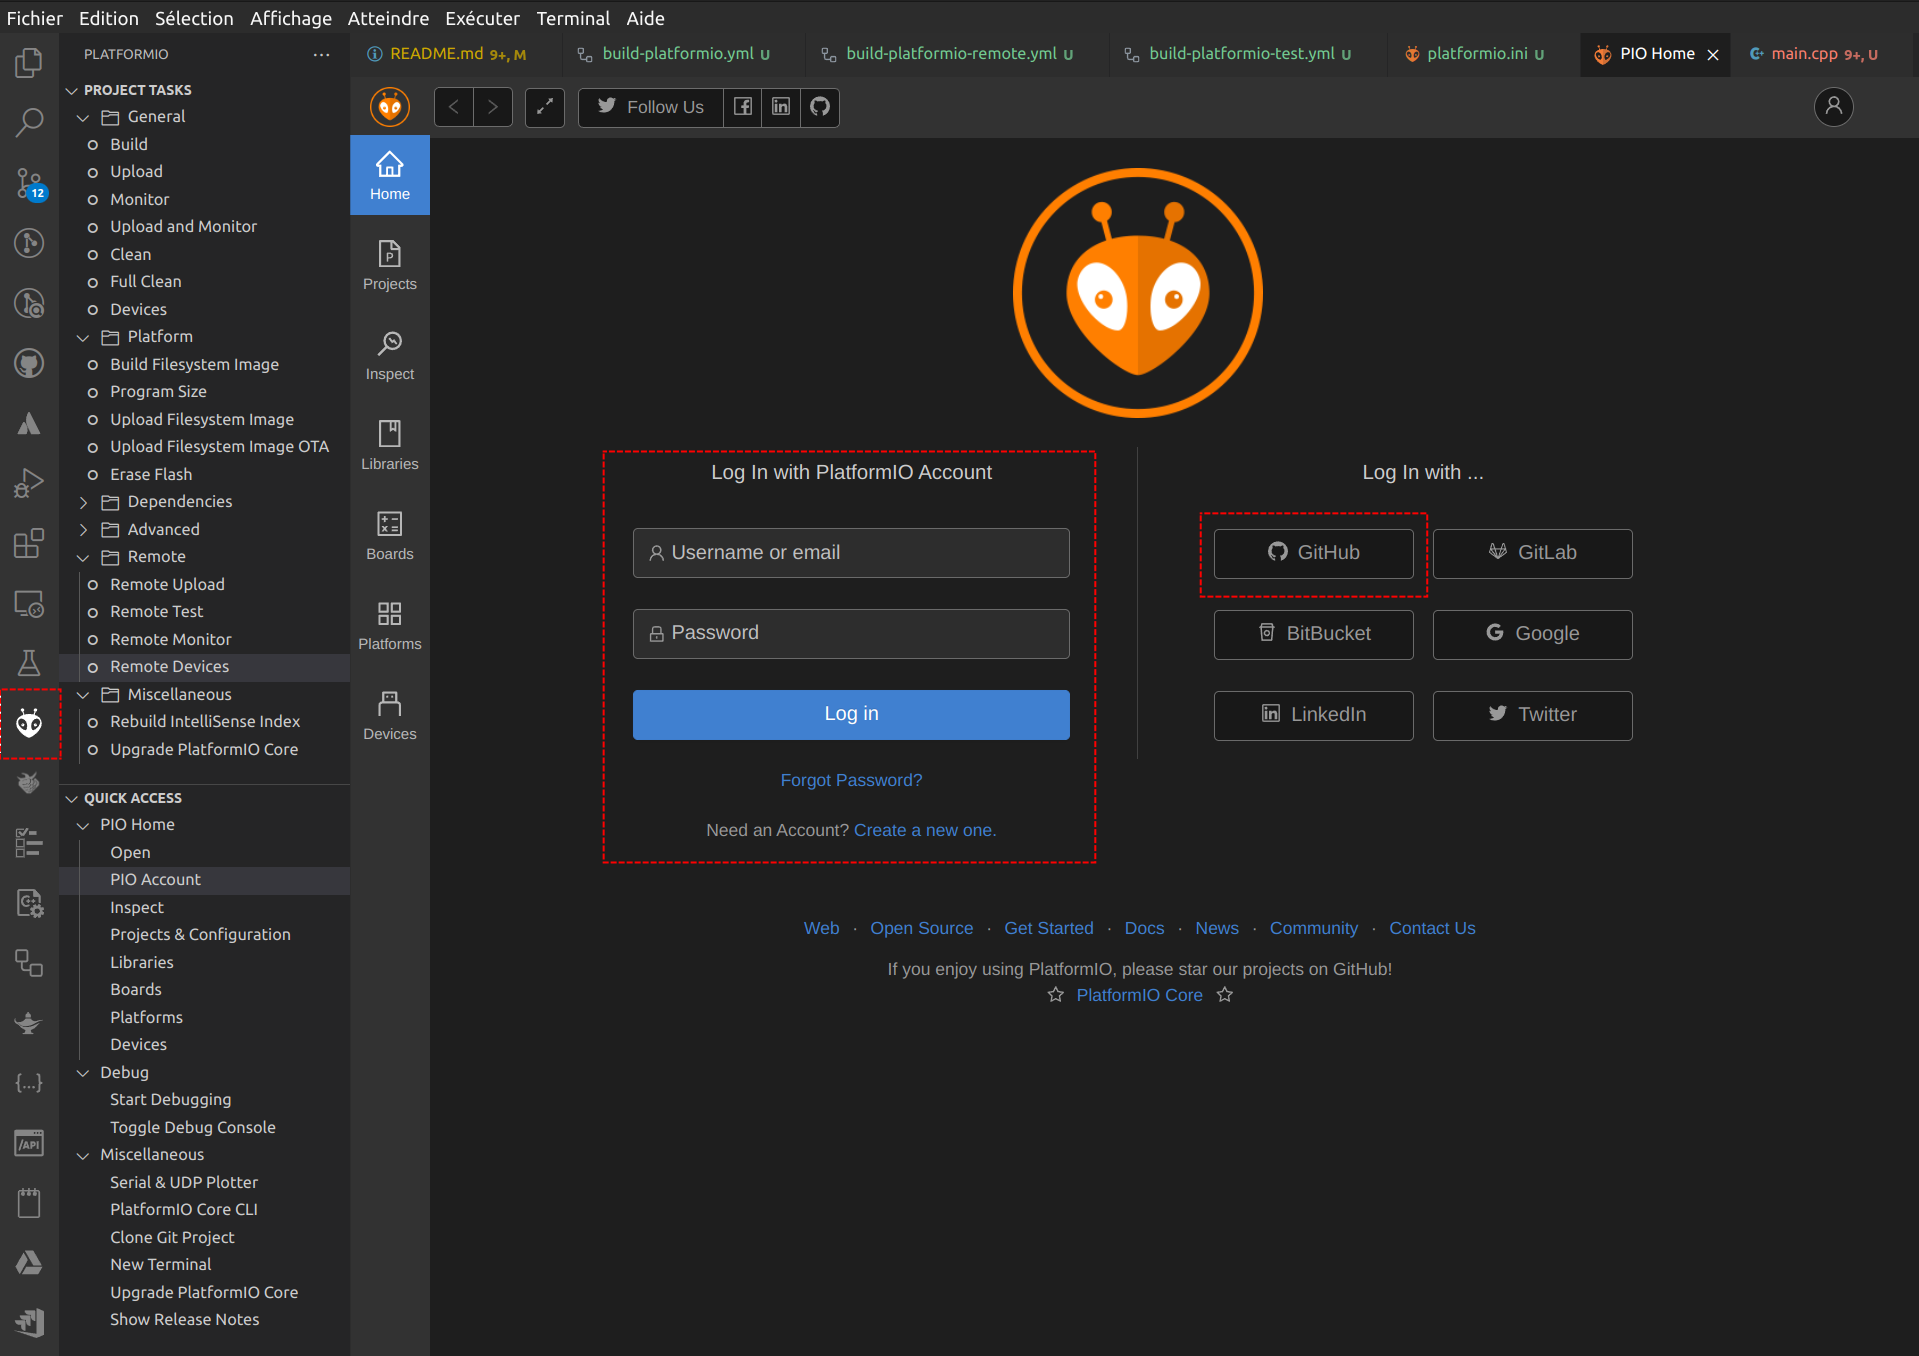 Fichier Edition Sélection Affichage Atteindre Exécuter Terminal Aide
PLATFORMIO ···
README.md 9+, M
build-platformio.yml U
build-platformio-remote.yml U
build-platformio-test.yml U
platformio.ini U
PIO Home
main.cpp 9+, U
PROJECT TASKS
General
Build
Upload
Monitor
Upload and Monitor
Clean
Full Clean
Devices
Platform
Build Filesystem Image
Program Size
Upload Filesystem Image
Upload Filesystem Image OTA
Erase Flash
Dependencies
Advanced
Remote
Remote Upload
Remote Test
Remote Monitor
Remote Devices
Miscellaneous
Rebuild IntelliSense Index
Upgrade PlatformIO Core
QUICK ACCESS
PIO Home
Open
PIO Account
Inspect
Projects & Configuration
Libraries
Boards
Platforms
Devices
Debug
Start Debugging
Toggle Debug Console
Miscellaneous
Serial & UDP Plotter
PlatformIO Core CLI
Clone Git Project
New Terminal
Upgrade PlatformIO Core
Show Release Notes
12
{...}
/API
Follow Us
Home
Projects
Inspect
Libraries
Boards
Platforms
Devices
Log In with PlatformIO Account
Username or email
Password
Log in
Forgot Password?
Need an Account? Create a new one.
Log In with ...
GitHub
GitLab
BitBucket
Google
LinkedIn
Twitter
Web · Open Source · Get Started · Docs · News · Community · Contact Us
If you enjoy using PlatformIO, please star our projects on GitHub!
PlatformIO Core